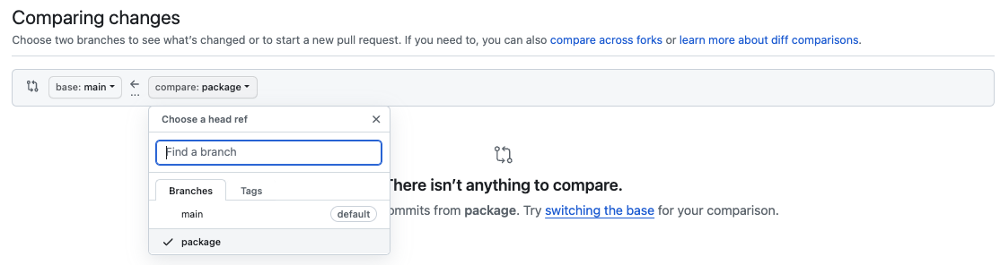 Comparing changes
Choose two branches to see what's changed or to start a new pull request. If you need to, you can also compare across forks or learn more about diff comparisons.
base: main
...
compare: package
Choose a head ref
Find a branch
Branches
Tags
main
default
package
There isn't anything to compare.
ommits from package. Try switching the base for your comparison.